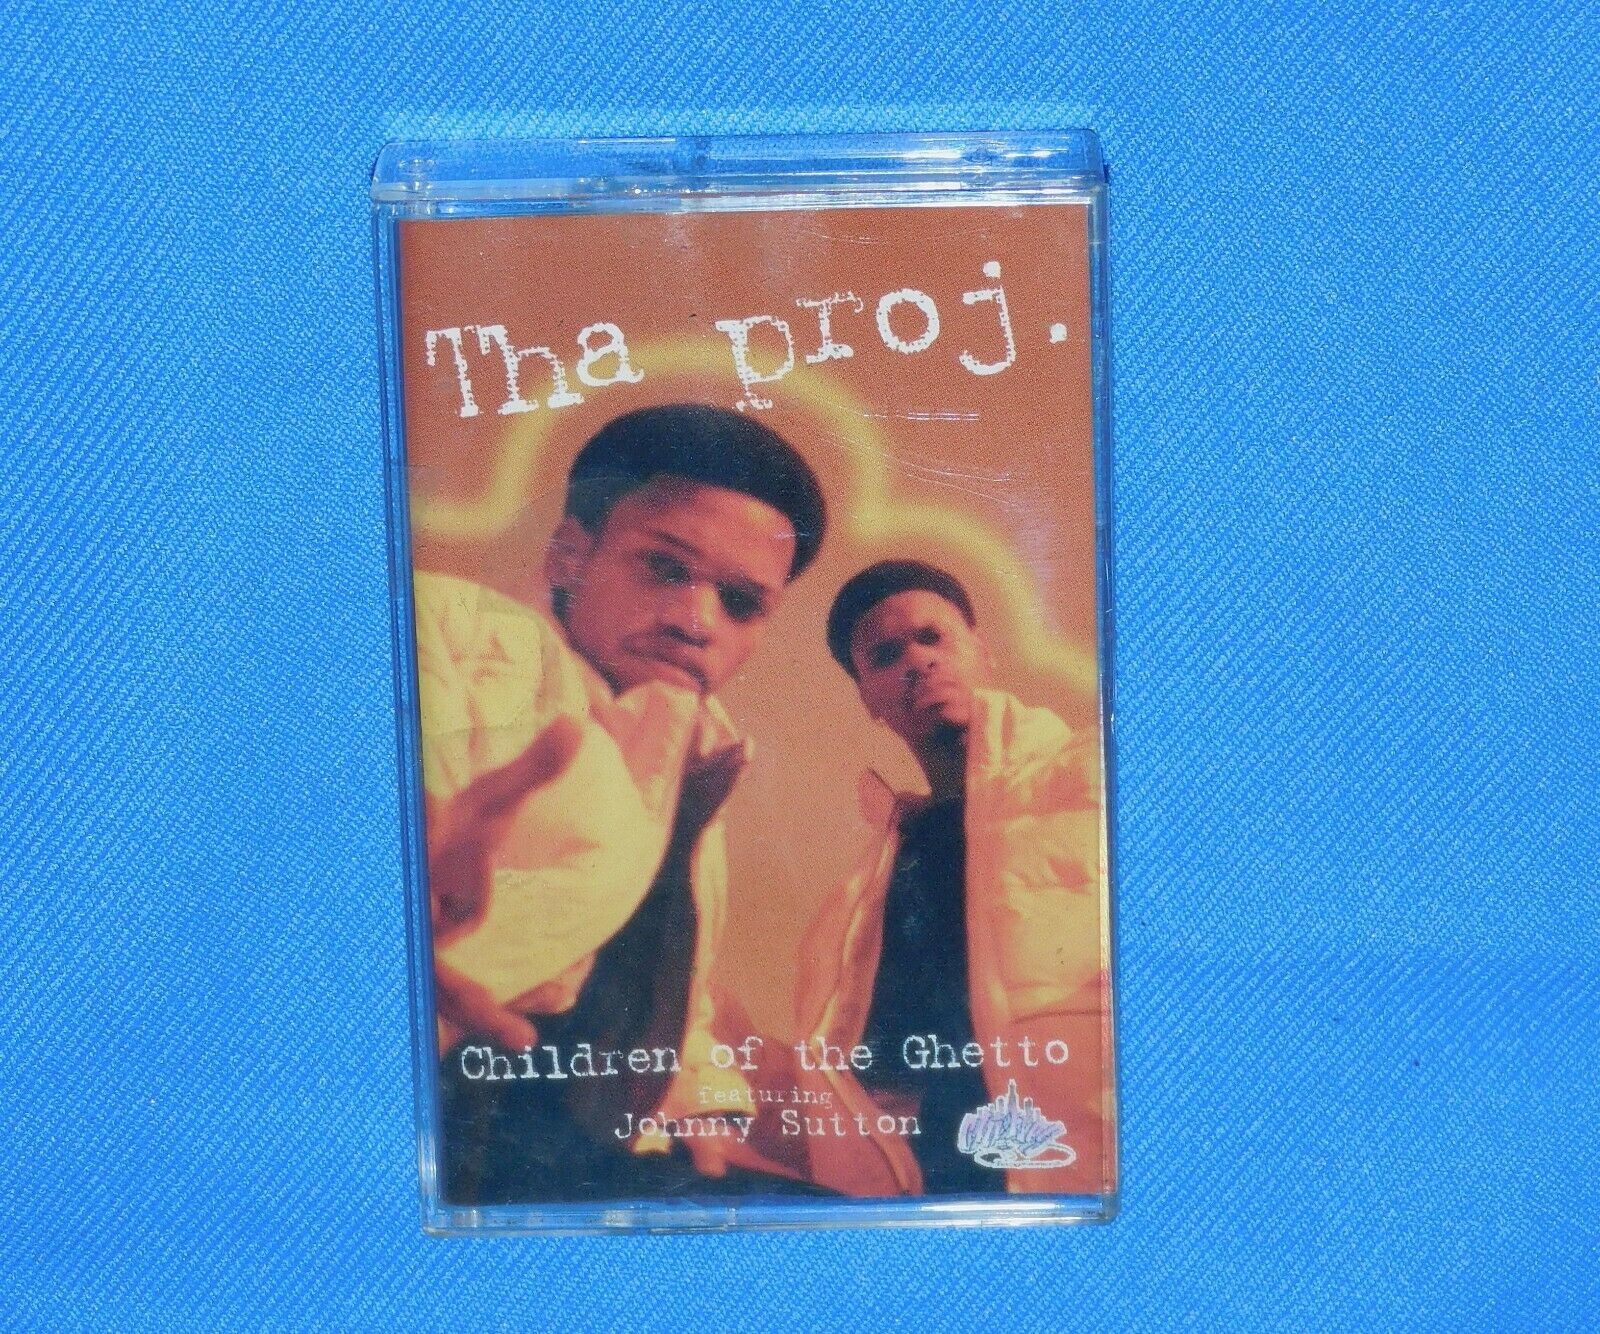 Tha proj.
Children of the Ghetto
featuring
Johnny Sutton